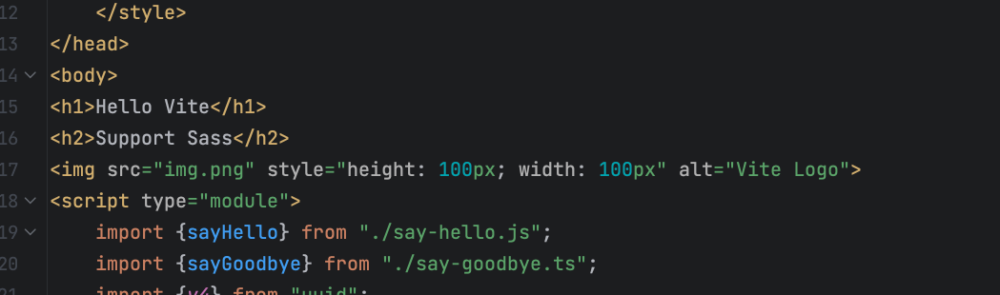 12 </style>
13 </head>
14 <body>
15 <h1>Hello Vite</h1>
16 <h2>Support Sass</h2>
17 <img src="img.png" style="height: 100px; width: 100px" alt="Vite Logo">
18 <script type="module">
19 import {sayHello} from "./say-hello.js";
20 import {sayGoodbye} from "./say-goodbye.ts";
21 import {v4} from "uuid";